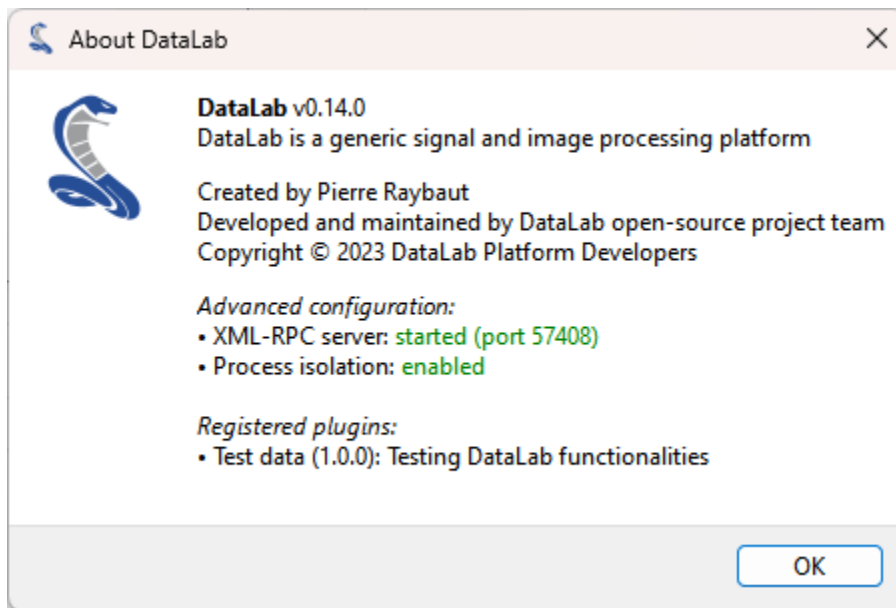 About DataLab
DataLab v0.14.0
DataLab is a generic signal and image processing platform
Created by Pierre Raybaut
Developed and maintained by DataLab open-source project team
Copyright © 2023 DataLab Platform Developers
Advanced configuration:
• XML-RPC server: started (port 57408)
• Process isolation: enabled
Registered plugins:
• Test data (1.0.0): Testing DataLab functionalities
OK